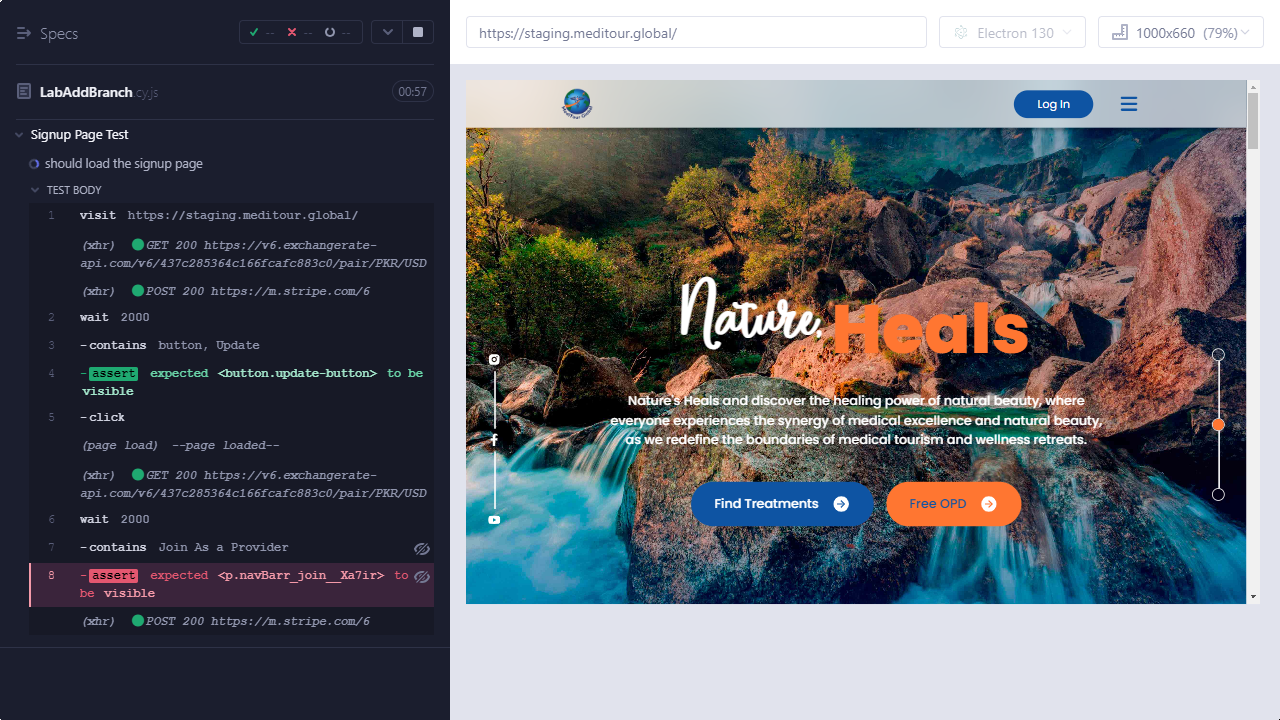 Specs
-- -- --
LabAddBranch.cy.js
00:57
Signup Page Test
should load the signup page
TEST BODY
1 visit https://staging.meditour.global/
(xhr) GET 200 https://v6.exchangerate-
api.com/v6/437c285364c166fcafc883c0/pair/PKR/USD
(xhr) POST 200 https://m.stripe.com/6
2 wait 2000
3 -contains button, Update
4 -assert expected <button.update-button> to be
visible
5 -click
(page load) --page loaded--
(xhr) GET 200 https://v6.exchangerate-
api.com/v6/437c285364c166fcafc883c0/pair/PKR/USD
6 wait 2000
7 -contains Join As a Provider
8 -assert expected <p.navBarr_join__Xa7ir> to
be visible
(xhr) POST 200 https://m.stripe.com/6
https://staging.meditour.global/
Electron 130
1000x660 (79%)
Log In
Nature, Heals
Nature's Heals and discover the healing power of natural beauty, where
everyone experiences the synergy of medical excellence and natural beauty,
as we redefine the boundaries of medical tourism and wellness retreats.
Find Treatments
Free OPD